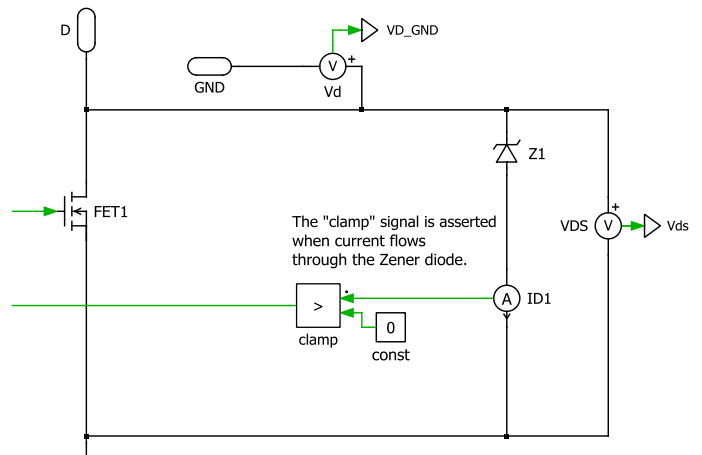 D
VD_GND
V
+
GND
Vd
Z1
FET1
+
The "clamp" signal is asserted
when current flows
through the Zener diode.
VDS
V
Vds
A
ID1
>
0
clamp
const